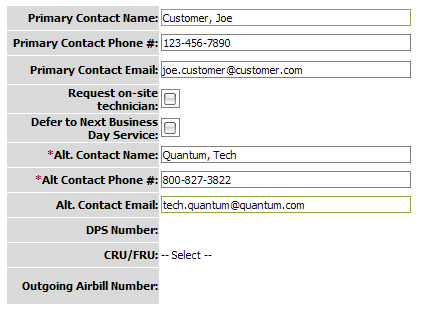 Primary Contact Name: Customer, Joe
Primary Contact Phone #: 123-456-7890
Primary Contact Email: joe.customer@customer.com
Request on-site
technician:
Defer to Next Business
Day Service:
*Alt. Contact Name: Quantum, Tech
*Alt Contact Phone #: 800-827-3822
Alt. Contact Email: tech.quantum@quantum.com
DPS Number:
CRU/FRU: -- Select --
Outgoing Airbill Number: